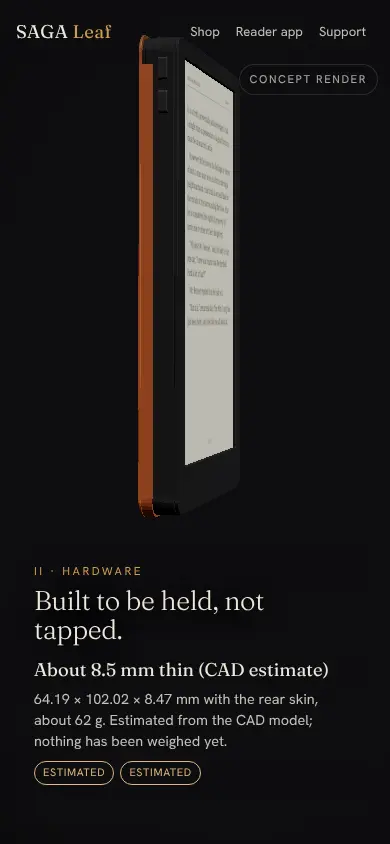 SAGA Leaf
Shop Reader app Support
CONCEPT RENDER
II · HARDWARE
Built to be held, not
tapped.
About 8.5 mm thin (CAD estimate)
64.19 × 102.02 × 8.47 mm with the rear skin,
about 62 g. Estimated from the CAD model;
nothing has been weighed yet.
ESTIMATED ESTIMATED